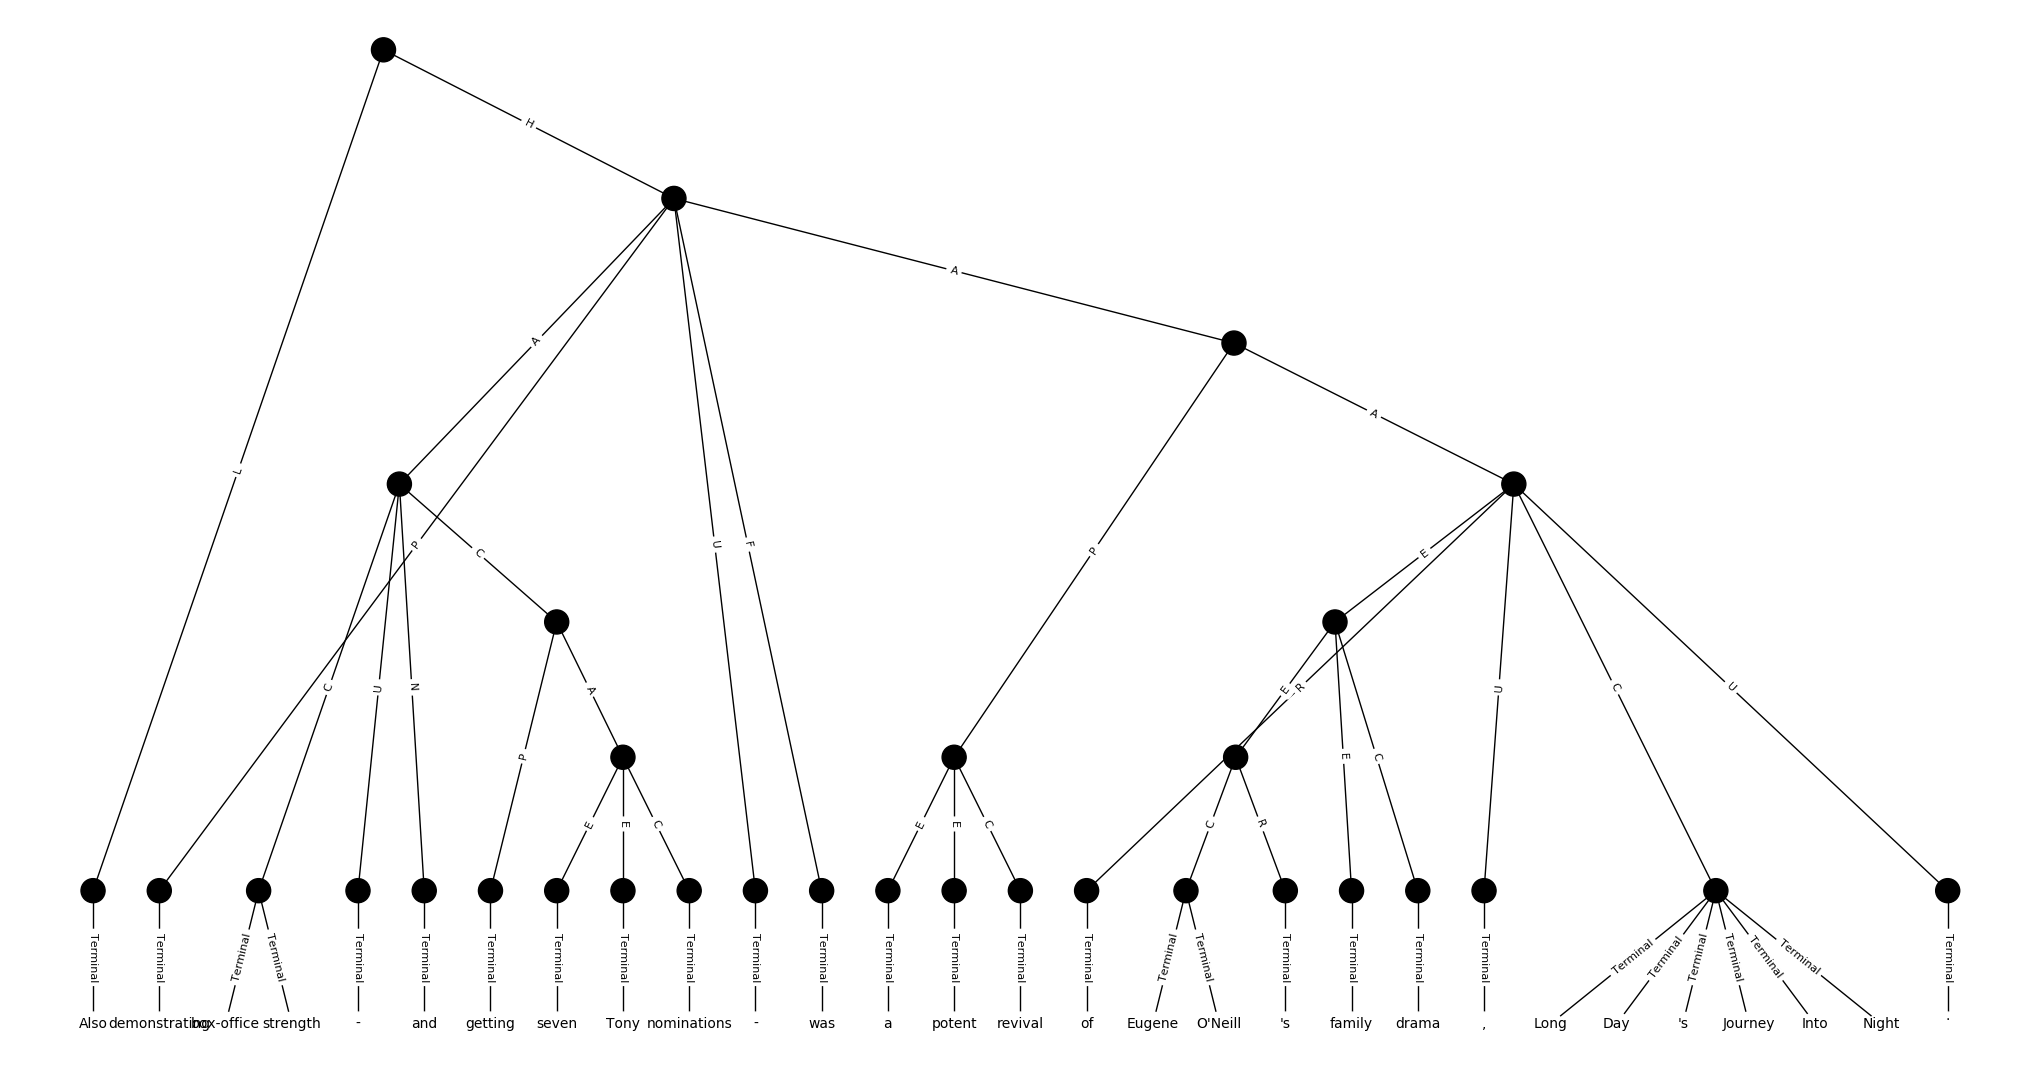 H
A
A
A
L
P
C
E
U
F
P
C
U
N
A
E
R
U
C
U
P
E
C
E
E
C
E
E
C
C
R
Terminal Terminal Terminal Terminal Terminal Terminal Terminal Terminal Terminal Terminal Terminal Terminal Terminal Terminal Terminal Terminal Terminal Terminal Terminal Terminal Terminal Terminal Terminal Terminal Terminal Terminal Terminal Terminal Terminal
Also demonstrating box-office strength - and getting seven Tony nominations - was a potent revival of Eugene O'Neill 's family drama , Long Day 's Journey Into Night .